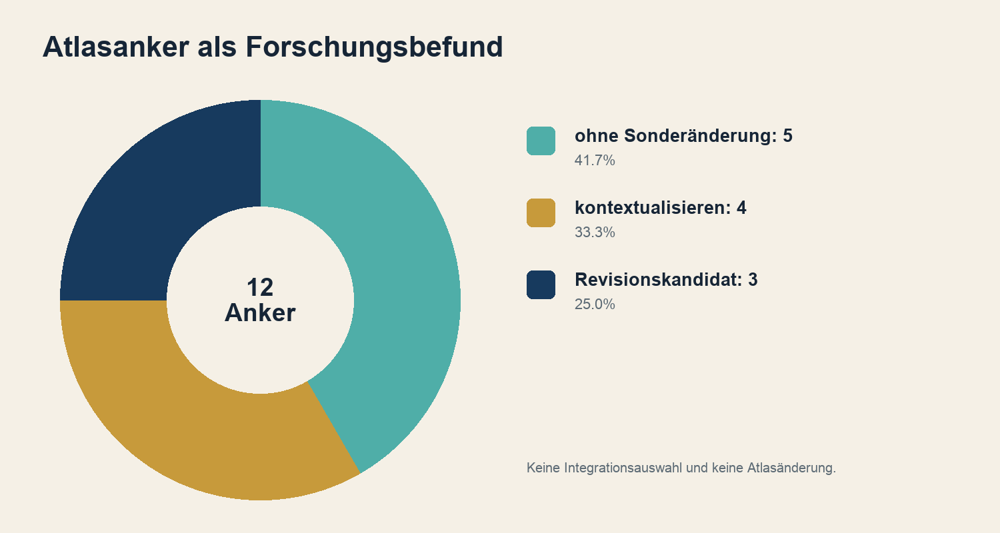 Atlasanker als Forschungsbefund
ohne Sonderänderung: 5
41.7%
kontextualisieren: 4
33.3%
Revisionskandidat: 3
25.0%
12
Anker
Keine Integrationsauswahl und keine Atlasänderung.